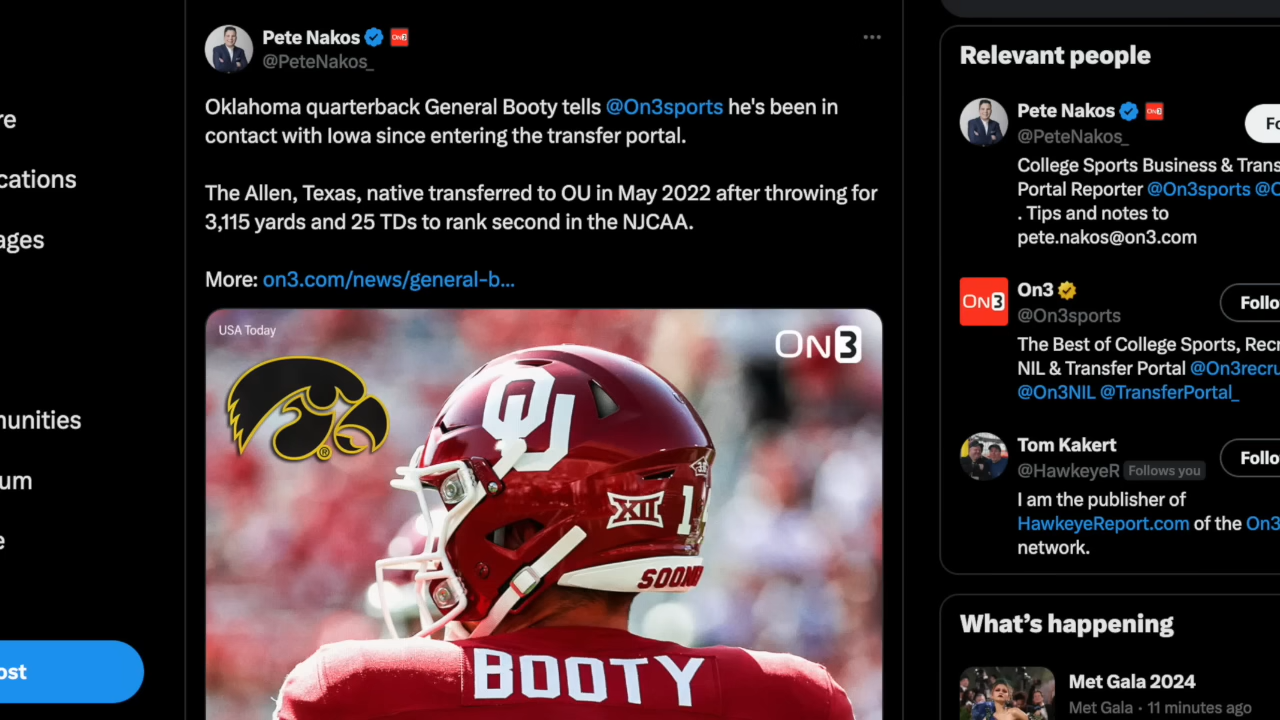 re
cations
ages
nunities
um
e
ost
Pete Nakos ON3
@PeteNakos_
Oklahoma quarterback General Booty tells @On3sports he's been in
contact with Iowa since entering the transfer portal.
The Allen, Texas, native transferred to OU in May 2022 after throwing for
3,115 yards and 25 TDs to rank second in the NJCAA.
More: on3.com/news/general-b...
USA Today
ON3
®
OU
XII
SOONE
BOOTY
Relevant people
Pete Nakos ON3
Fo
@PeteNakos_
College Sports Business & Trans
Portal Reporter @On3sports @O
. Tips and notes to
pete.nakos@on3.com
ON3
On3
Follo
@On3sports
The Best of College Sports, Recr
NIL & Transfer Portal @On3recru
@On3NIL @TransferPortal_
Tom Kakert
Follo
@HawkeyeR Follows you
I am the publisher of
HawkeyeReport.com of the On3
network.
What's happening
Met Gala 2024
Met Gala · 11 minutes ago